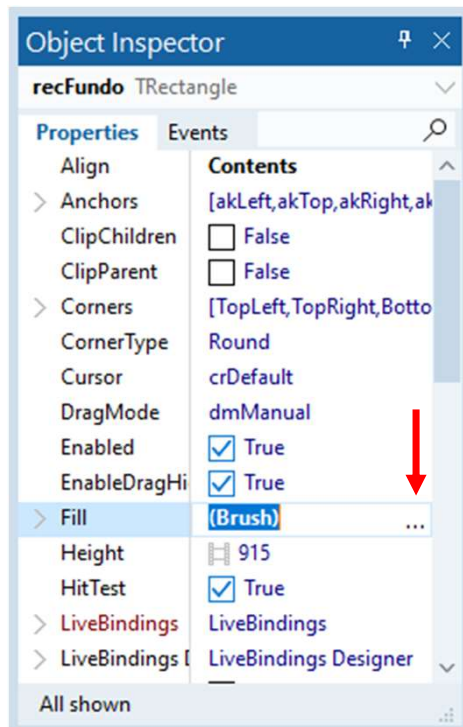 Object Inspector
recFundo TRectangle
Properties Events
Align Contents
Anchors [akLeft,akTop,akRight,ak
ClipChildren False
ClipParent False
Corners [TopLeft,TopRight,Botto
CornerType Round
Cursor crDefault
DragMode dmManual
Enabled True
EnableDragHi True
Fill (Brush) ...
Height 915
HitTest True
LiveBindings LiveBindings
LiveBindings [ LiveBindings Designer
All shown